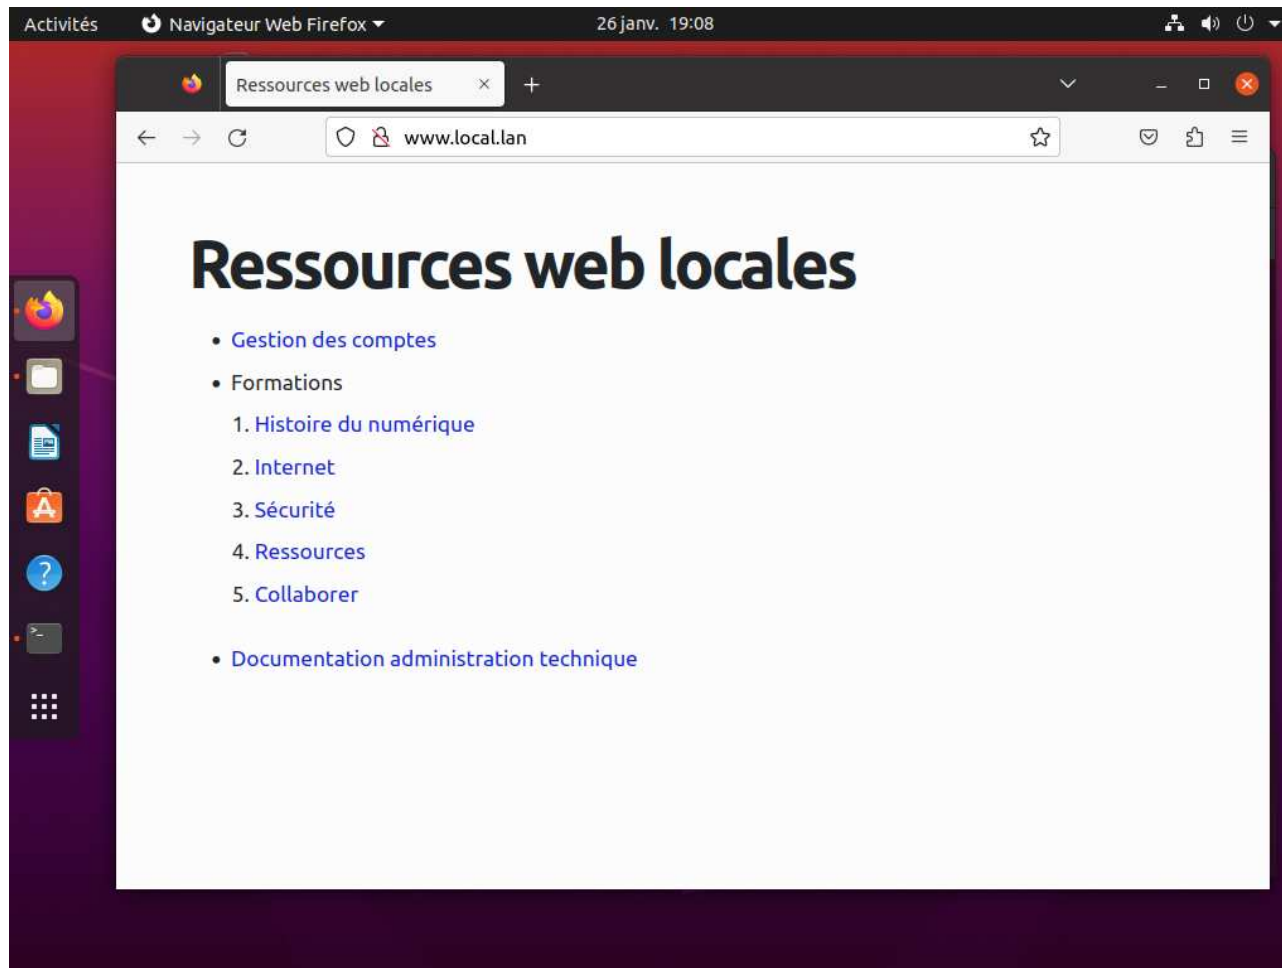 Activités Navigateur Web Firefox 26 janv. 19:08
Ressources web locales
www.local.lan
Ressources web locales
• Gestion des comptes
• Formations
1. Histoire du numérique
2. Internet
3. Sécurité
4. Ressources
5. Collaborer
• Documentation administration technique